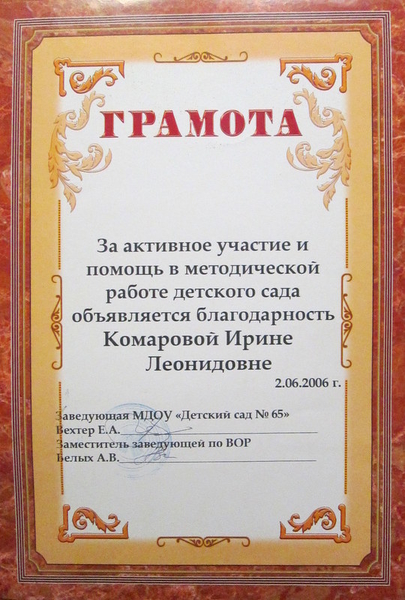 ГРАМОТА
За активное участие и
помощь в методической
работе детского сада
объявляется благодарность
Комаровой Ирине
Леонидовне
2.06.2006 г.
Заведующая МДОУ «Детский сад № 65»
Вехтер Е.А.
Заместитель заведующей по ВОР
Белых А.В.